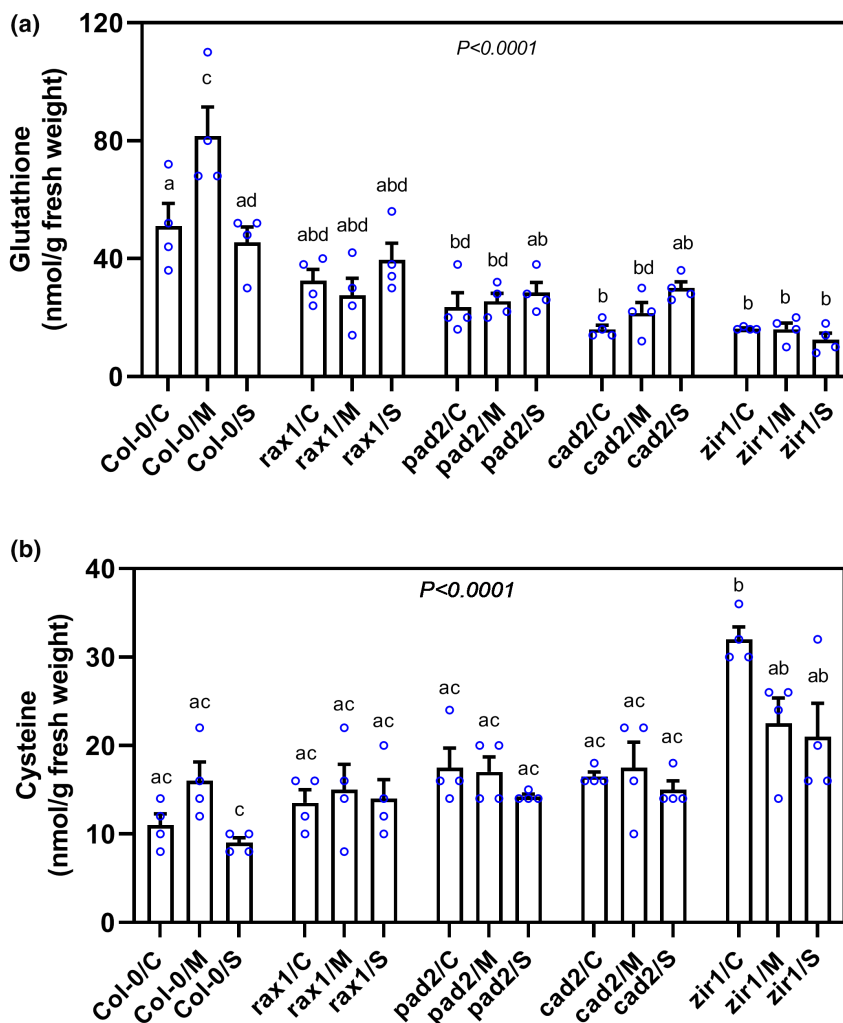 (a)
120
80
40
0
Glutathione
(nmol/g fresh weight)
P<0.0001
a
c
ad
abd
abd
abd
bd
bd
ab
b
bd
ab
b
b
b
Col-0/C
Col-0/M
Col-0/S
rax1/C
rax1/M
rax1/S
pad2/C
pad2/M
pad2/S
cad2/C
cad2/M
cad2/S
zir1/C
zir1/M
zir1/S
(b)
40
30
20
10
0
Cysteine
(nmol/g fresh weight)
P<0.0001
ac
ac
c
ac
ac
ac
ac
ac
ac
ac
ac
ac
b
ab
ab
Col-0/C
Col-0/M
Col-0/S
rax1/C
rax1/M
rax1/S
pad2/C
pad2/M
pad2/S
cad2/C
cad2/M
cad2/S
zir1/C
zir1/M
zir1/S